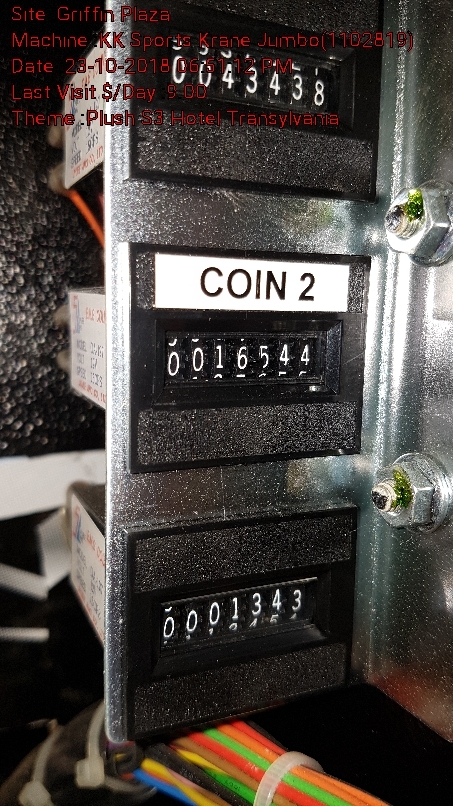 Site Griffin Plaza
Machine :KK Sports Krane Jumbo(1102819)
Date 23-10-2018 06:51:12 PM
Last Visit $/Day 9.00
Theme :Plush S3 Hotel Transylvania
0043438
COIN 2
0016544
0001343